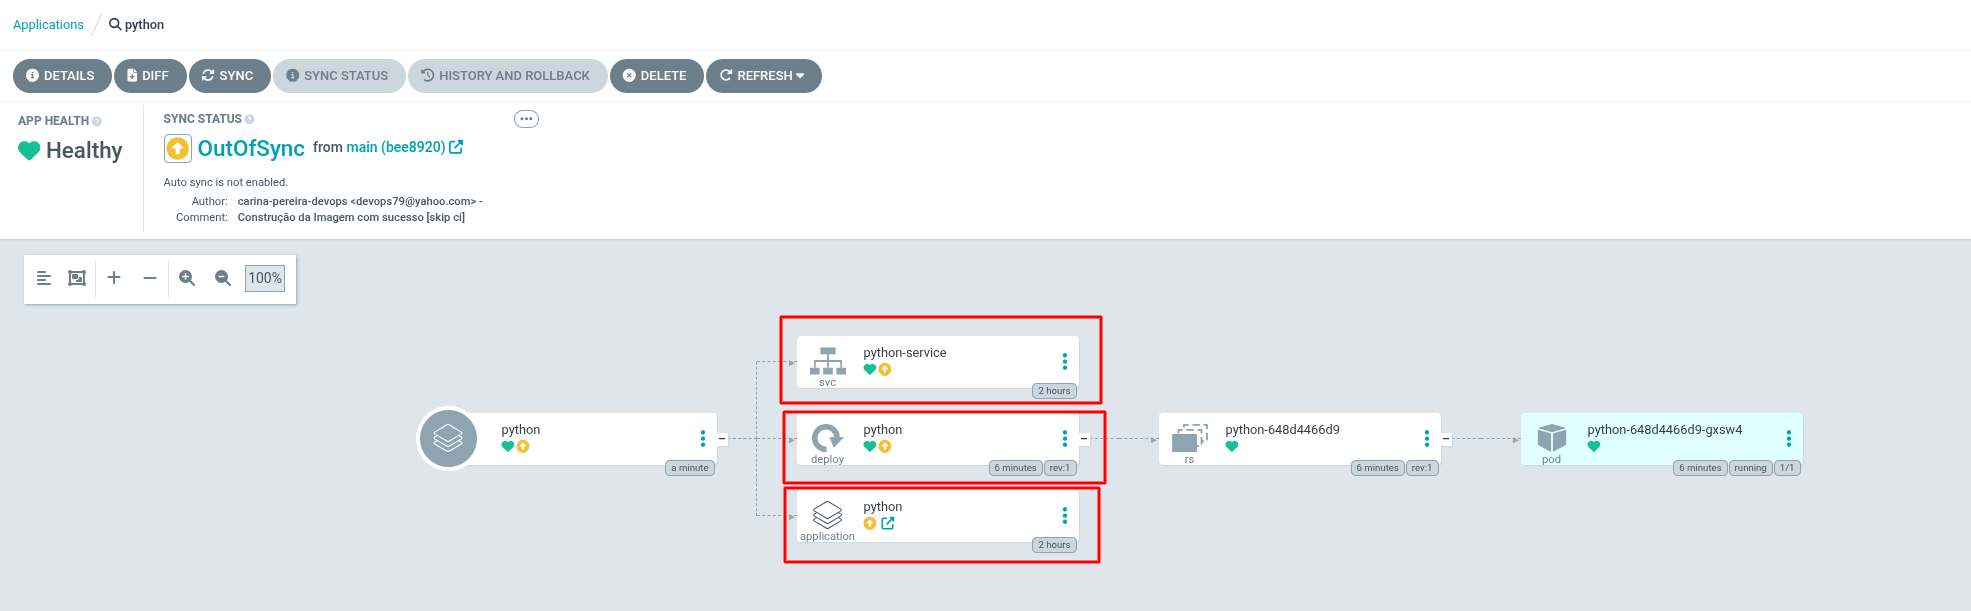 Applications / python
DETAILS DIFF SYNC SYNC STATUS HISTORY AND ROLLBACK DELETE REFRESH
APP HEALTH
Healthy
SYNC STATUS
OutOfSync from main (bee8920)
Auto sync is not enabled.
Author: carina-pereira-devops <devops79@yahoo.com> -
Comment: Construção da Imagem com sucesso [skip ci]
100%
python
a minute
python-service
svc
2 hours
python
deploy
6 minutes rev:1
python
application
2 hours
python-648d4466d9
rs
6 minutes rev:1
python-648d4466d9-gxsw4
pod
6 minutes running 1/1